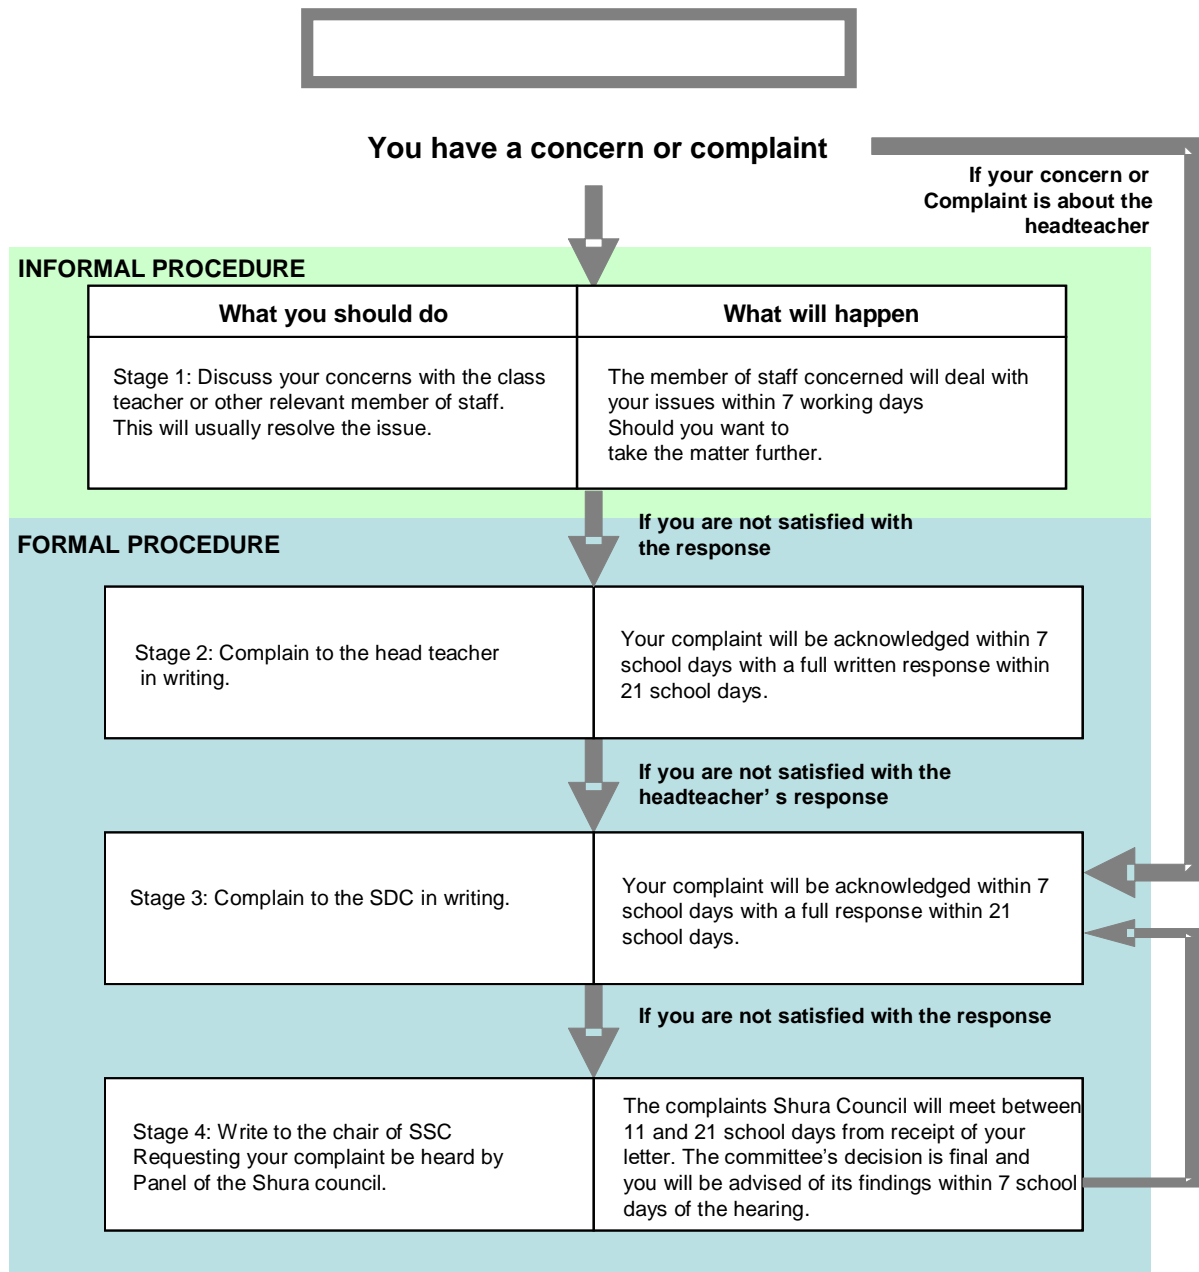 You have a concern or complaint
If your concern or
Complaint is about the
headteacher
INFORMAL PROCEDURE
What you should do
What will happen
Stage 1: Discuss your concerns with the class
teacher or other relevant member of staff.
This will usually resolve the issue.
The member of staff concerned will deal with
your issues within 7 working days
Should you want to
take the matter further.
If you are not satisfied with
the response
FORMAL PROCEDURE
Stage 2: Complain to the head teacher
in writing.
Your complaint will be acknowledged within 7
school days with a full written response within
21 school days.
If you are not satisfied with the
headteacher' s response
Stage 3: Complain to the SDC in writing.
Your complaint will be acknowledged within 7
school days with a full response within 21
school days.
If you are not satisfied with the response
Stage 4: Write to the chair of SSC
Requesting your complaint be heard by
Panel of the Shura council.
The complaints Shura Council will meet between
11 and 21 school days from receipt of your
letter. The committee's decision is final and
you will be advised of its findings within 7 school
days of the hearing.